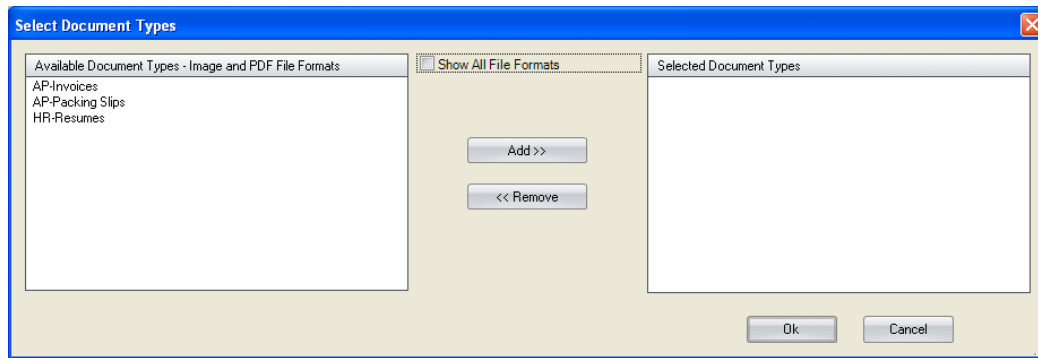 Select Document Types
Available Document Types - Image and PDF File Formats
AP-Invoices
AP-Packing Slips
HR-Resumes
Show All File Formats
Add >>
<< Remove
Selected Document Types
Ok
Cancel